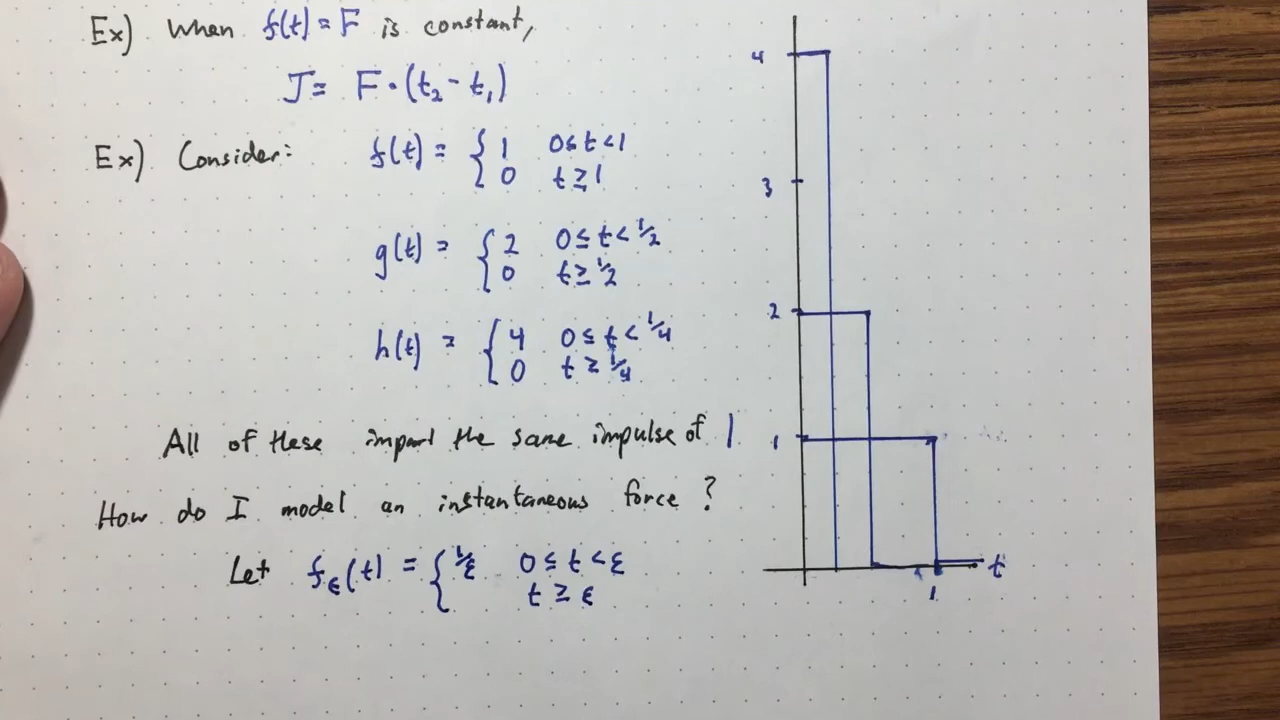 Ex) When f(t) = F is constant,
J = F · (t₂ - t₁)
Ex) Consider: f(t) = { 1 0 ≤ t < 1
0 t ≥ 1
g(t) = { 2 0 ≤ t < 1/2
0 t ≥ 1/2
h(t) = { 4 0 ≤ t < 1/4
0 t ≥ 1/4
All of these impart the same impulse of 1.
How do I model an instantaneous force?
Let f_ε(t) = { 1/ε 0 ≤ t < ε
t ≥ ε
4
3
2
1
t
1